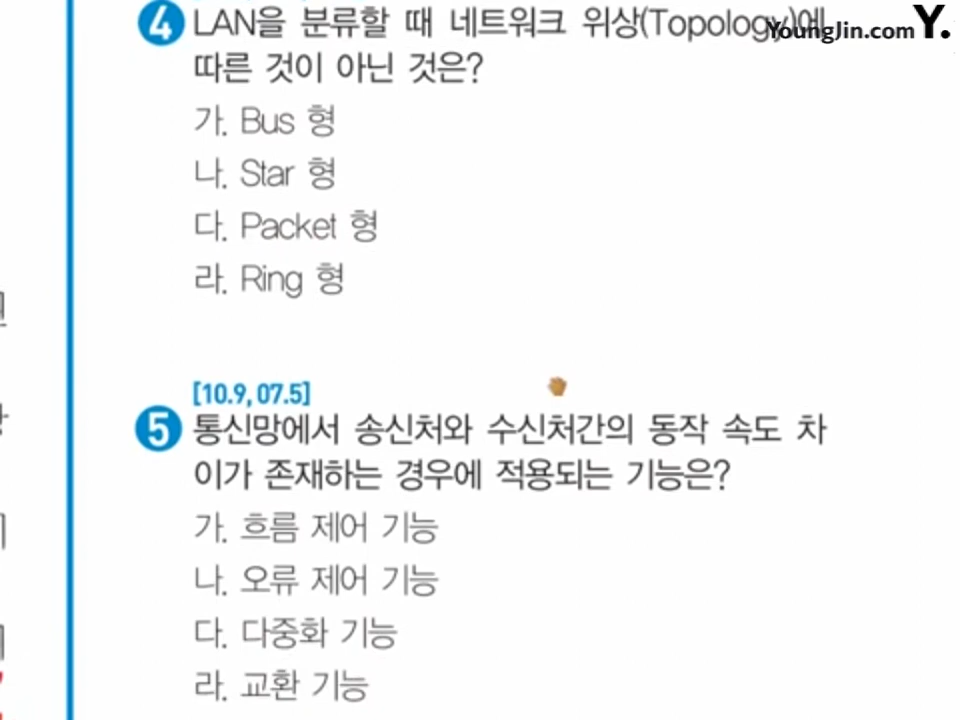 4 LAN을 분류할 때 네트워크 위상(Topology)에
YoungJin.com Y.
따른 것이 아닌 것은?
가. Bus 형
나. Star 형
다. Packet 형
라. Ring 형
[10.9, 07.5]
5 통신망에서 송신처와 수신처간의 동작 속도 차
이가 존재하는 경우에 적용되는 기능은?
가. 흐름 제어 기능
나. 오류 제어 기능
다. 다중화 기능
라. 교환 기능